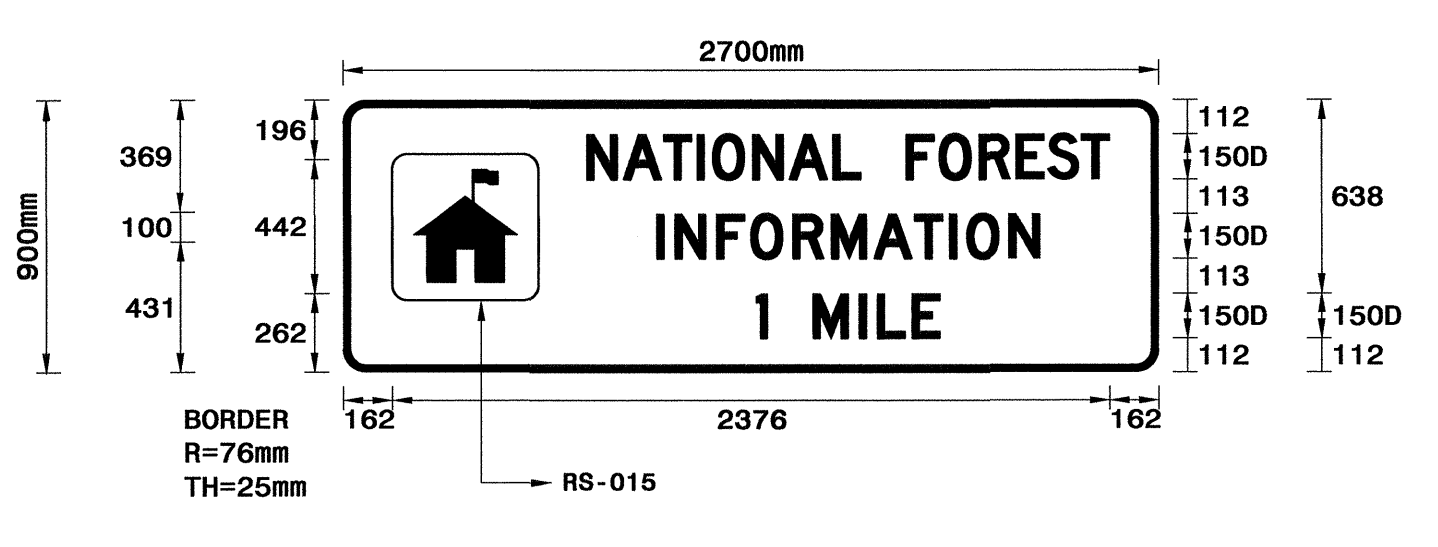 2700mm
900mm
369
100
431
196
442
262
NATIONAL FOREST
INFORMATION
1 MILE
112
150D
113
150D
113
150D
112
638
150D
112
162
2376
162
BORDER
R=76mm
TH=25mm
RS-015